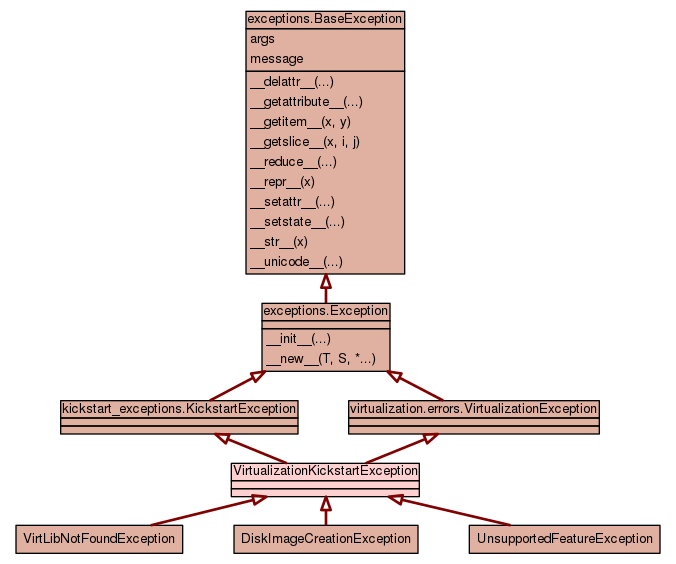 exceptions.BaseException
args
message
__delattr__(...)
__getattribute__(...)
__getitem__(x, y)
__getslice__(x, i, j)
__reduce__(...)
__repr__(x)
__setattr__(...)
__setstate__(...)
__str__(x)
__unicode__(...)
exceptions.Exception
__init__(...)
__new__(T, S, *...)
kickstart_exceptions.KickstartException
virtualization.errors.VirtualizationException
VirtualizationKickstartException
VirtLibNotFoundException
DiskImageCreationException
UnsupportedFeatureException